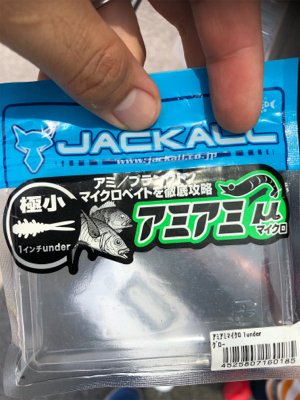 JACKALL
www.jackall.co.jp
極小
1インチunder
アミ/プランクトン
マイクロベイトを徹底攻略
アミアミμ
マイクロ
アミアミマイクロ 1under
グロー
4525807160185